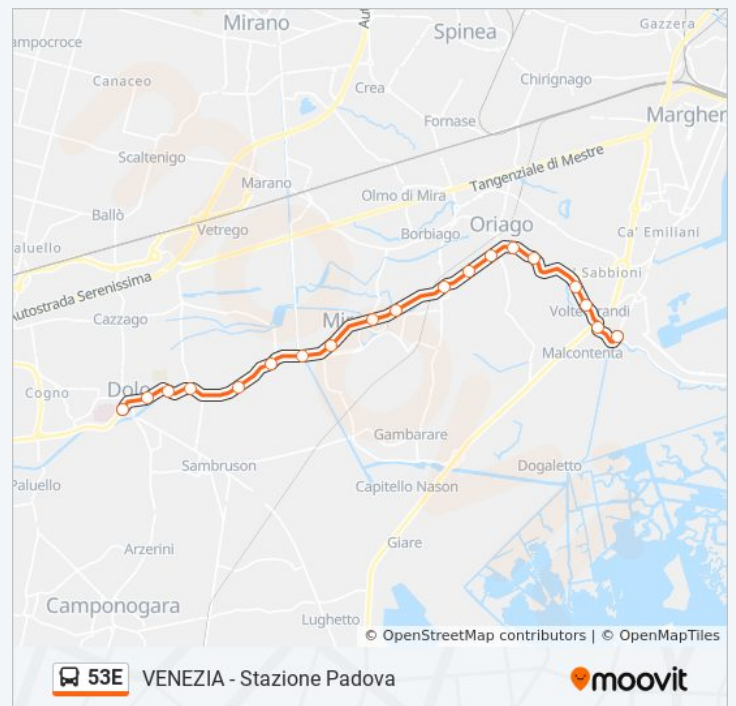 Mirano
Spinea
Gazzera
ampocroce
Canaceo
Crea
Chirignago
Fornase
Margher
Scaltenigo
Tangenziale di Mestre
Marano
Olmo di Mira
Ballò
Oriago
Ca' Emiliani
Vetrego
Borbiago
aluello
Sabbioni
Autostrada Serenissima
Cazzago
Mir
Malcontenta
Dolo
Cogno
Gambarare
Sambruson
Dogaletto
Paluello
Capitello Nason
Giare
Arzerini
Camponogara
Lughetto
© OpenStreetMap contributors | © OpenMapTiles
53E VENEZIA - Stazione Padova
moovit